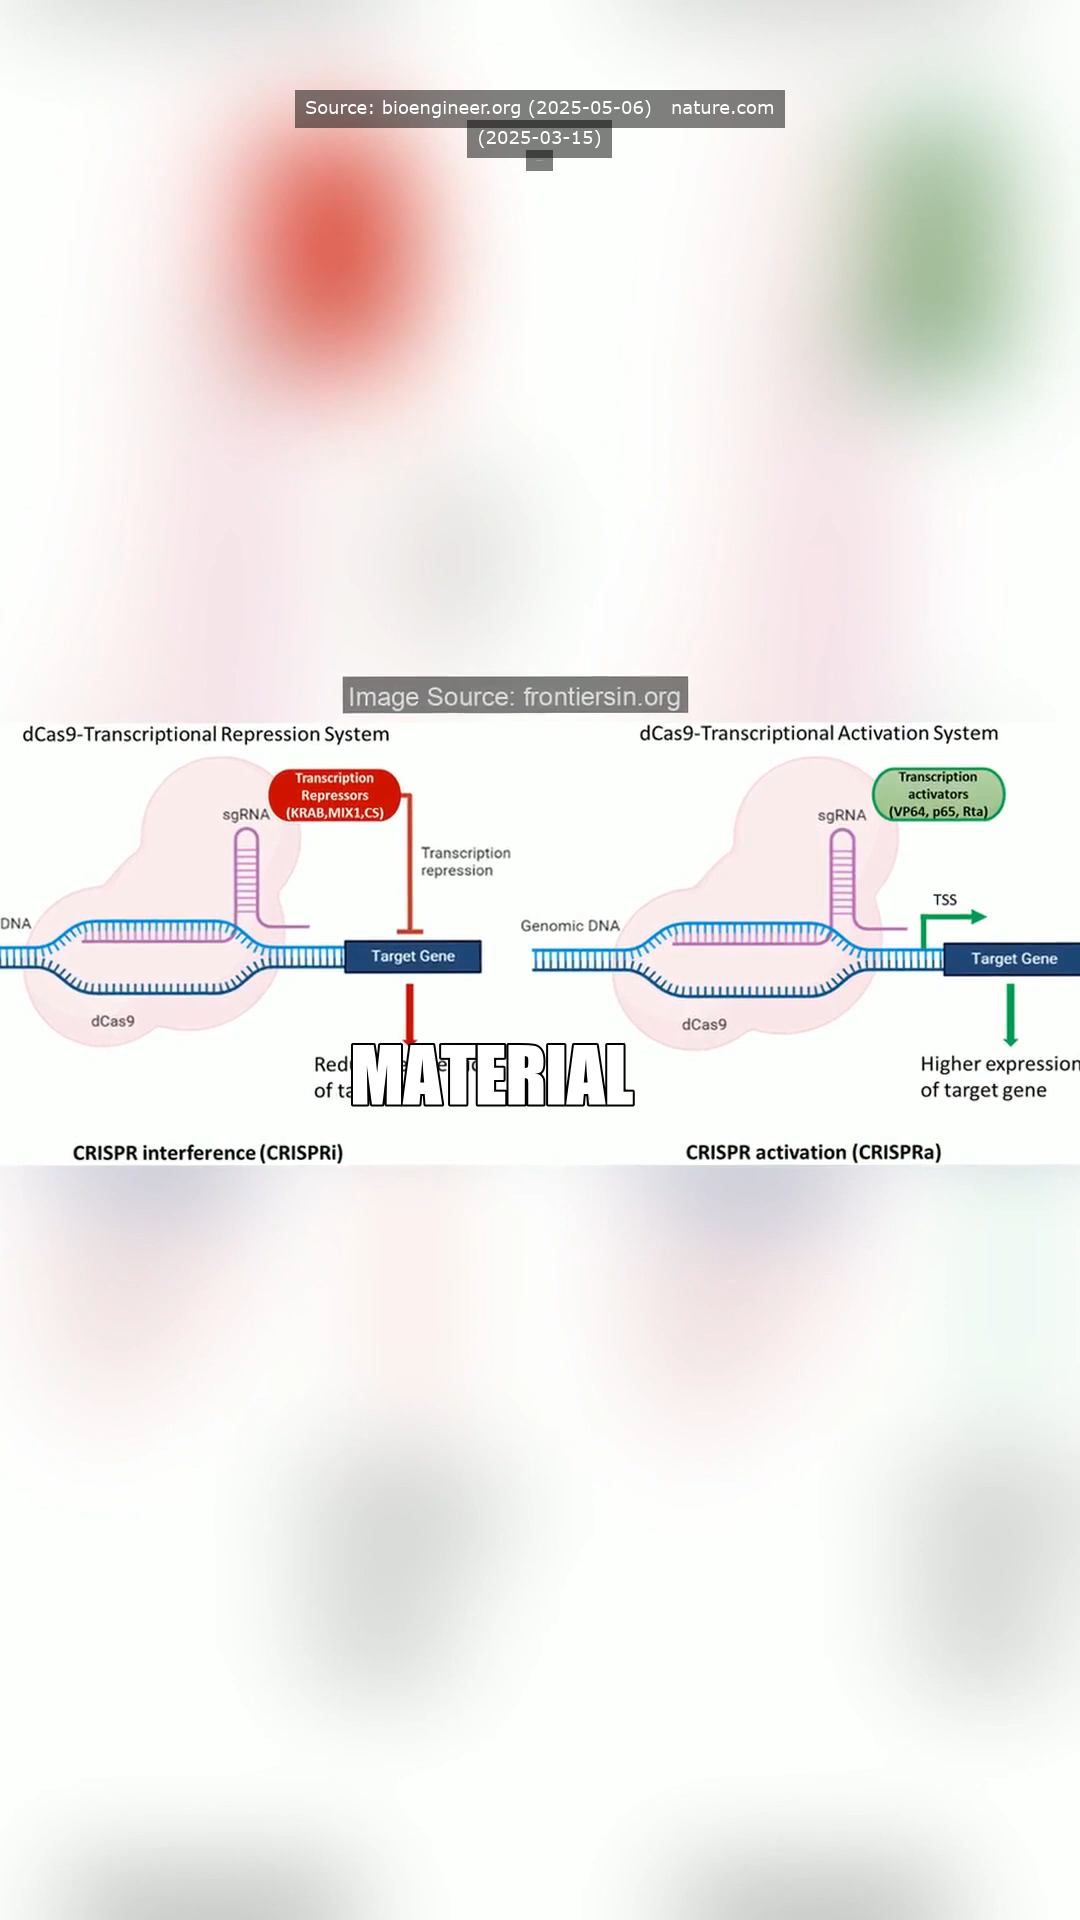 Source: bioengineer.org (2025-05-06) nature.com
(2025-03-15)
Image Source: frontiersin.org
dCas9-Transcriptional Repression System
Transcription
Repressors
(KRAB,MIX1,CS)
sgRNA
Transcription
repression
DNA
Target Gene
dCas9
of
MATERIAL
CRISPR interference (CRISPRi)
dCas9-Transcriptional Activation System
Transcription
activators
(VP64, p65, Rta)
sgRNA
TSS
Genomic DNA
Target Gene
dCas9
Higher expression
of target gene
CRISPR activation (CRISPRa)